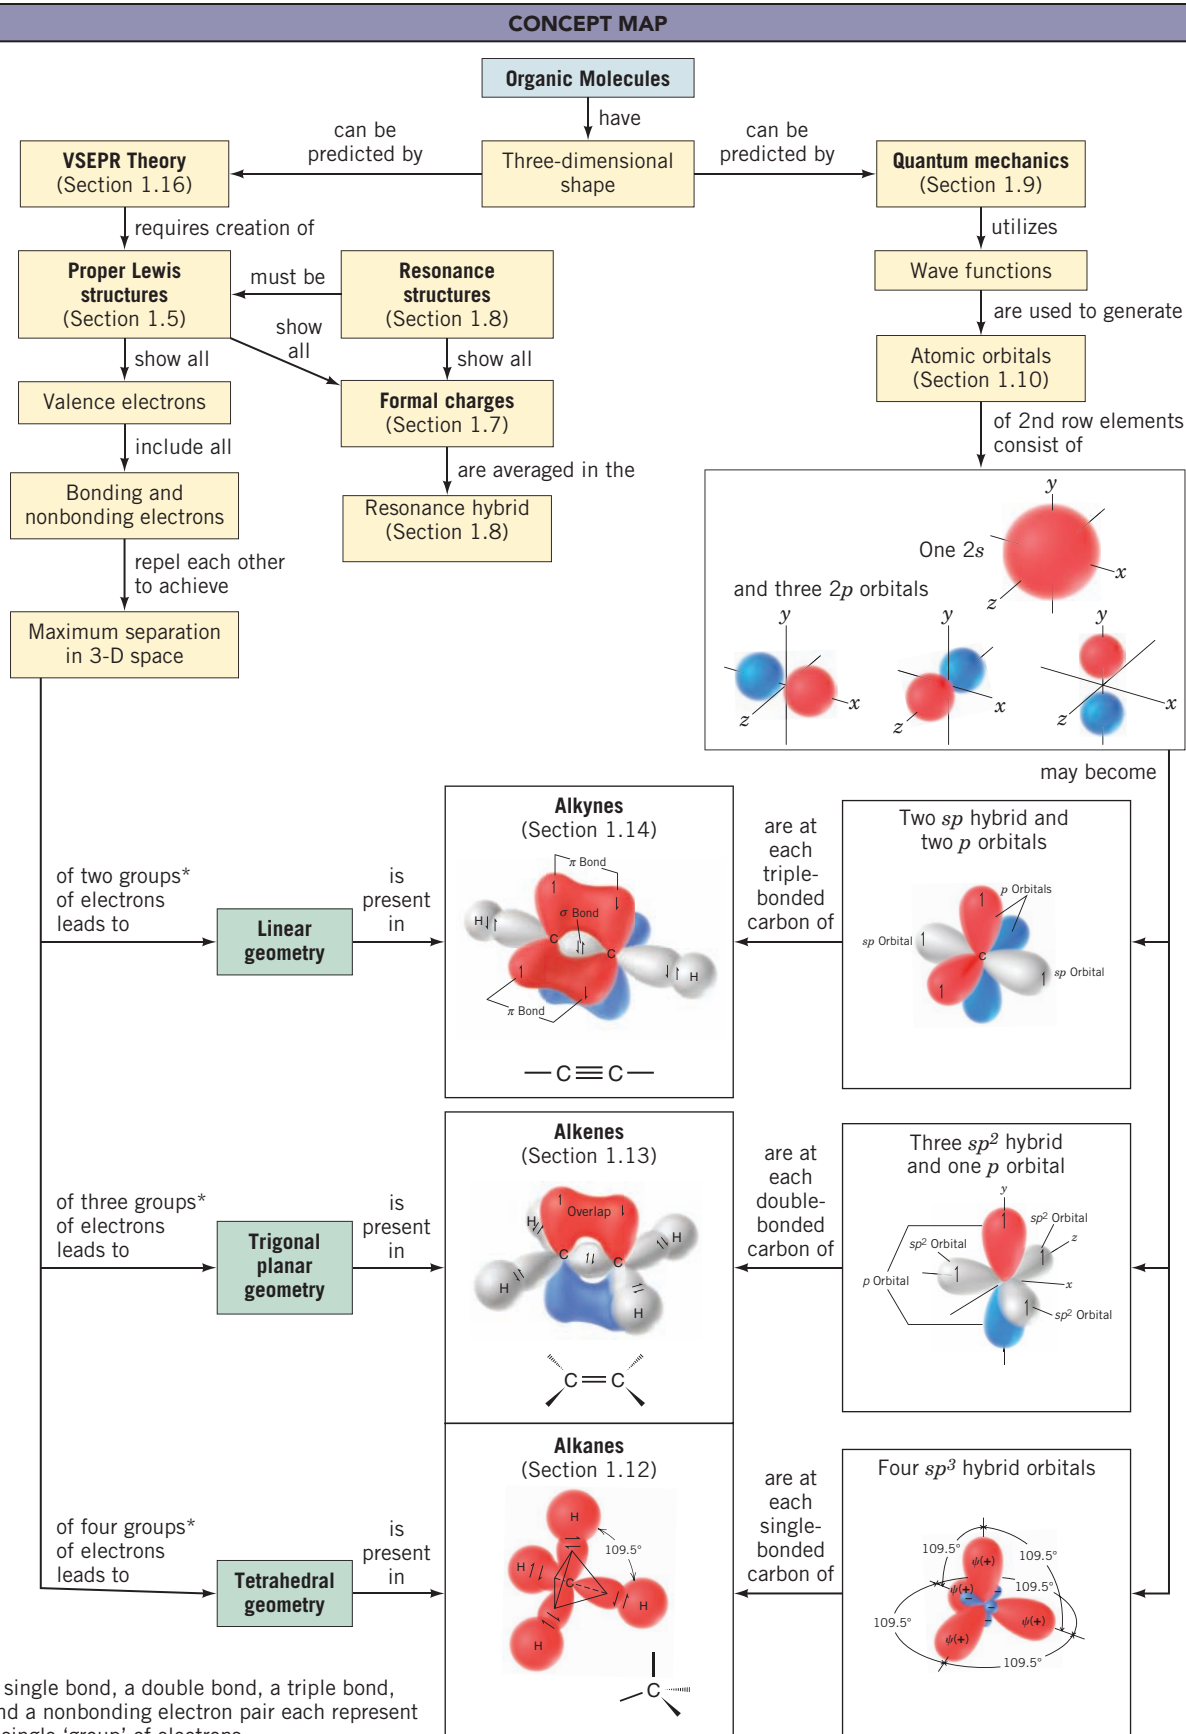 CONCEPT MAP
Organic Molecules
have
can be
predicted by
Three-dimensional
shape
can be
predicted by
VSEPR Theory
(Section 1.16)
Quantum mechanics
(Section 1.9)
requires creation of
utilizes
Proper Lewis
structures
(Section 1.5)
must be
Resonance
structures
(Section 1.8)
Wave functions
show
all
are used to generate
show all
show all
Atomic orbitals
(Section 1.10)
Valence electrons
Formal charges
(Section 1.7)
of 2nd row elements
consist of
include all
are averaged in the
Bonding and
nonbonding electrons
Resonance hybrid
(Section 1.8)
repel each other
to achieve
Maximum separation
in 3-D space
One 2s
y
x
z
and three 2p orbitals
y
x
z
y
x
z
y
x
z
may become
of two groups*
of electrons
leads to
Linear
geometry
is
present
in
Alkynes
(Section 1.14)
π Bond
σ Bond
H
C
C
H
π Bond
—C≡C—
are at
each
triple-
bonded
carbon of
Two sp hybrid and
two p orbitals
p Orbitals
sp Orbital
C
sp Orbital
of three groups*
of electrons
leads to
Trigonal
planar
geometry
is
present
in
Alkenes
(Section 1.13)
Overlap
H
H
C
C
H
H
C=C
are at
each
double-
bonded
carbon of
Three sp² hybrid
and one p orbital
y
sp² Orbital
z
sp² Orbital
p Orbital
x
sp² Orbital
of four groups*
of electrons
leads to
Tetrahedral
geometry
is
present
in
Alkanes
(Section 1.12)
H
109.5°
H
C
H
H
C
are at
each
single-
bonded
carbon of
Four sp³ hybrid orbitals
109.5°
109.5°
ψ(+)
ψ(+)
109.5°
109.5°
ψ(+)
ψ(+)
109.5°
single bond, a double bond, a triple bond,
nd a nonbonding electron pair each represent
single ‘group’ of electrons